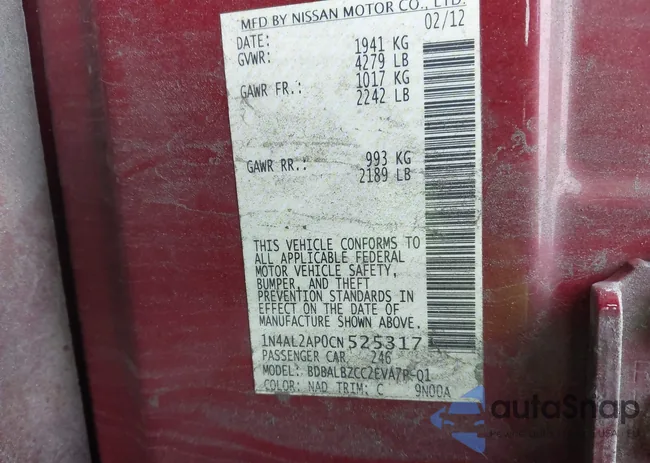 MFD BY NISSAN MOTOR CO., LTD.
DATE: 02/12
GVWR: 1941 KG
4279 LB
GAWR FR.: 1017 KG
2242 LB
GAWR RR.: 993 KG
2189 LB
THIS VEHICLE CONFORMS TO
ALL APPLICABLE FEDERAL
MOTOR VEHICLE SAFETY,
BUMPER, AND THEFT
PREVENTION STANDARDS IN
EFFECT ON THE DATE OF
MANUFACTURE SHOWN ABOVE.
1N4AL2AP0CN525317
PASSENGER CAR 246
MODEL: BDBALBZCC2EVA7R-Q1
COLOR: NAD TRIM: C 9N00A
autoSnap